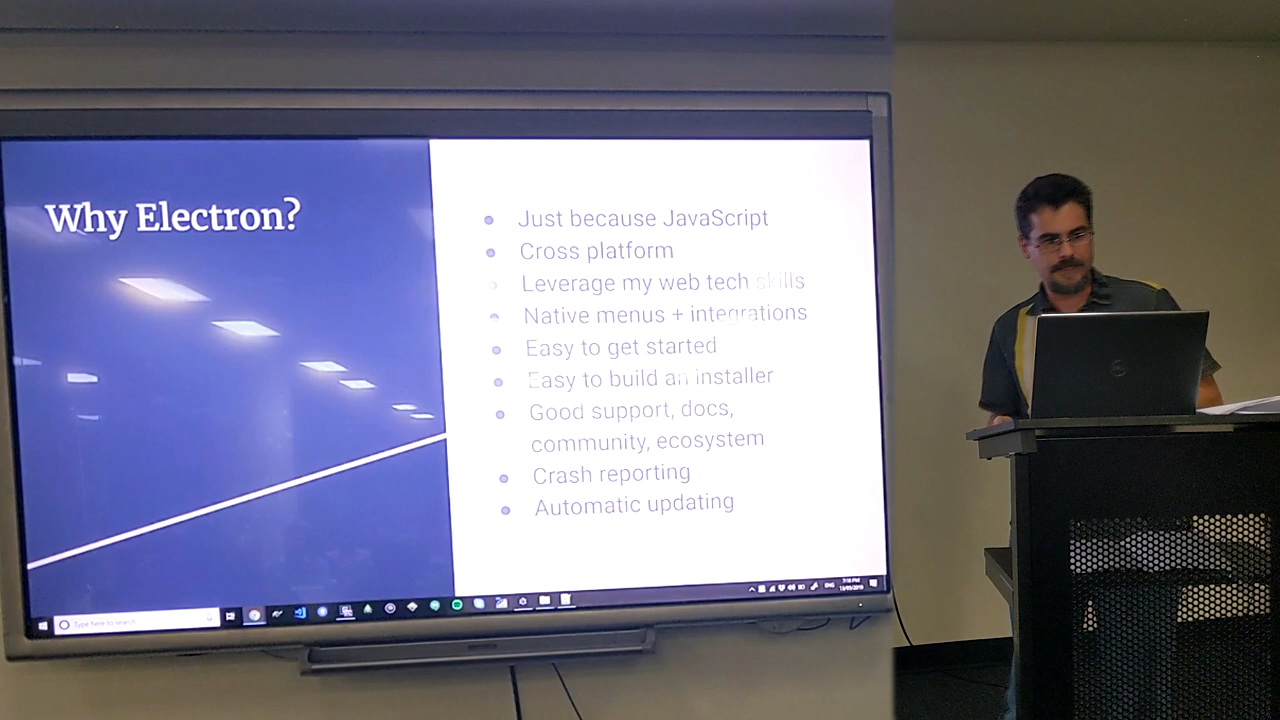 Why Electron?
Just because JavaScript
Cross platform
Leverage my web tech skills
Native menus + integrations
Easy to get started
Easy to build an installer
Good support, docs,
community, ecosystem
Crash reporting
Automatic updating
Type here to search
ENG